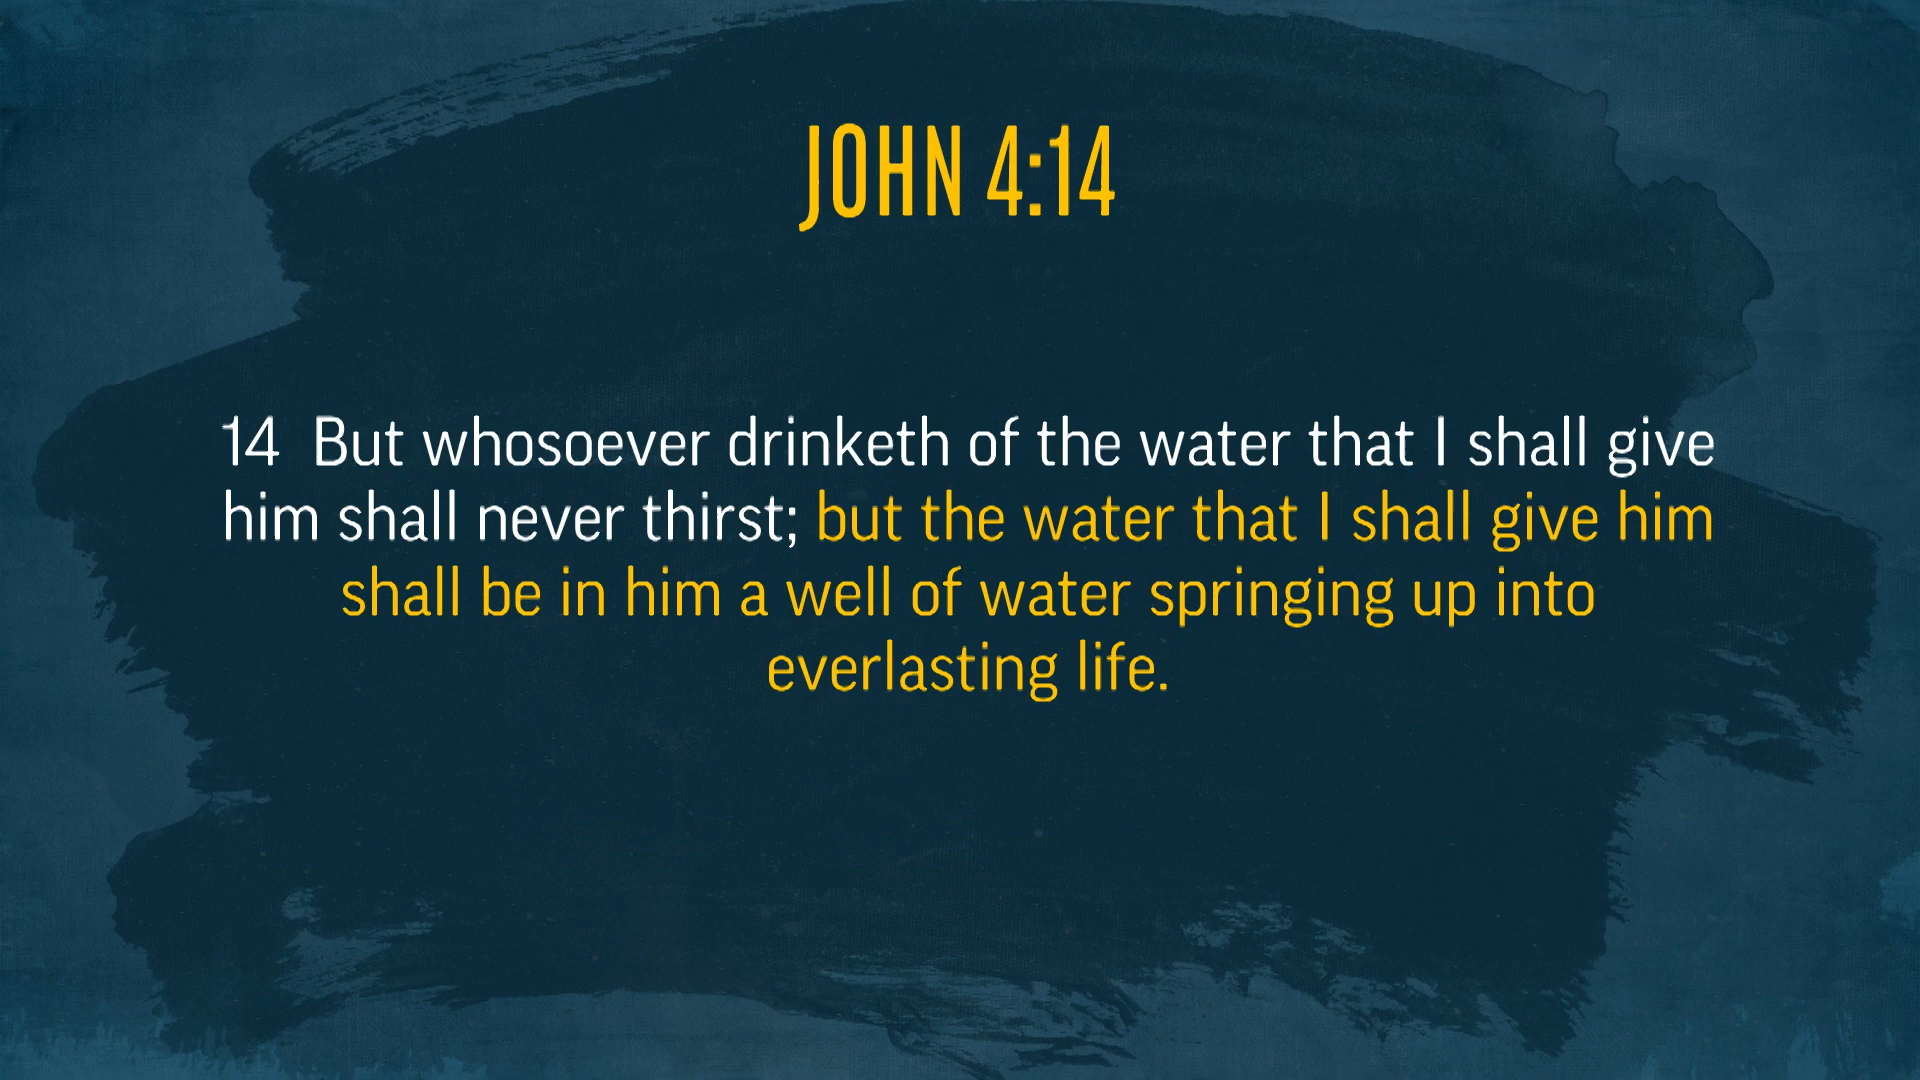 JOHN 4:14
14 But whosoever drinketh of the water that I shall give
him shall never thirst; but the water that I shall give him
shall be in him a well of water springing up into
everlasting life.